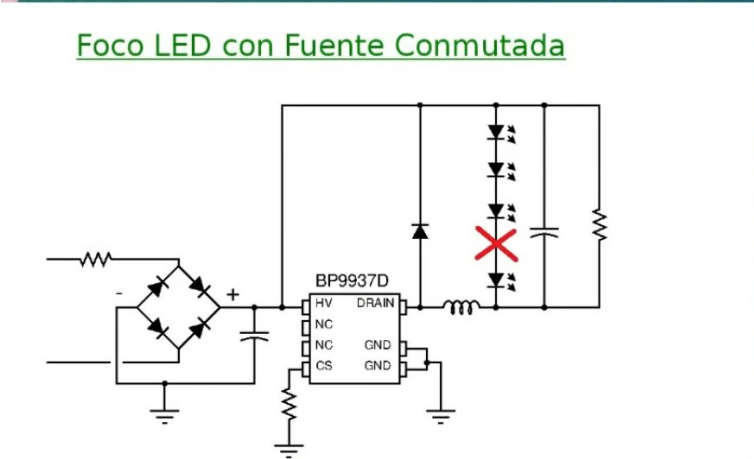 Foco LED con Fuente Conmutada
BP9937D
- +
HV DRAIN
NC
NC GND
CS GND